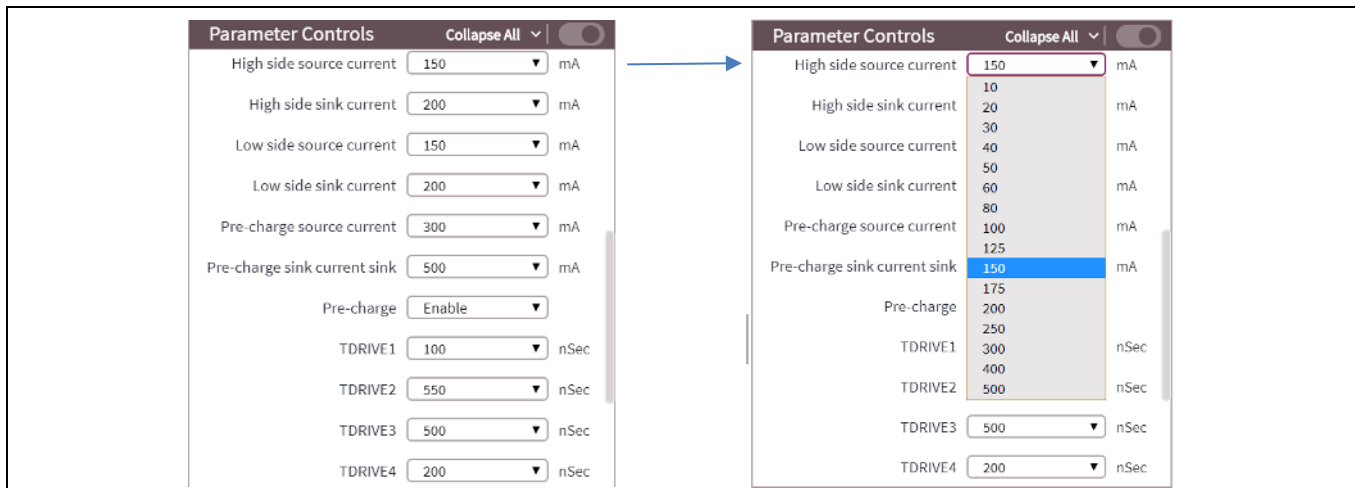 Parameter Controls Collapse All
High side source current 150 mA
High side sink current 200 mA
Low side source current 150 mA
Low side sink current 200 mA
Pre-charge source current 300 mA
Pre-charge sink current sink 500 mA
Pre-charge Enable
TDRIVE1 100 nSec
TDRIVE2 550 nSec
TDRIVE3 500 nSec
TDRIVE4 200 nSec
Parameter Controls Collapse All
High side source current 150 mA
10
High side sink current 20 mA
30
Low side source current 40 mA
50
Low side sink current 60 mA
80
Pre-charge source current 100 mA
125
Pre-charge sink current sink 150 mA
175
Pre-charge 200
250
TDRIVE1 300 nSec
400
TDRIVE2 500 nSec
TDRIVE3 500 nSec
TDRIVE4 200 nSec